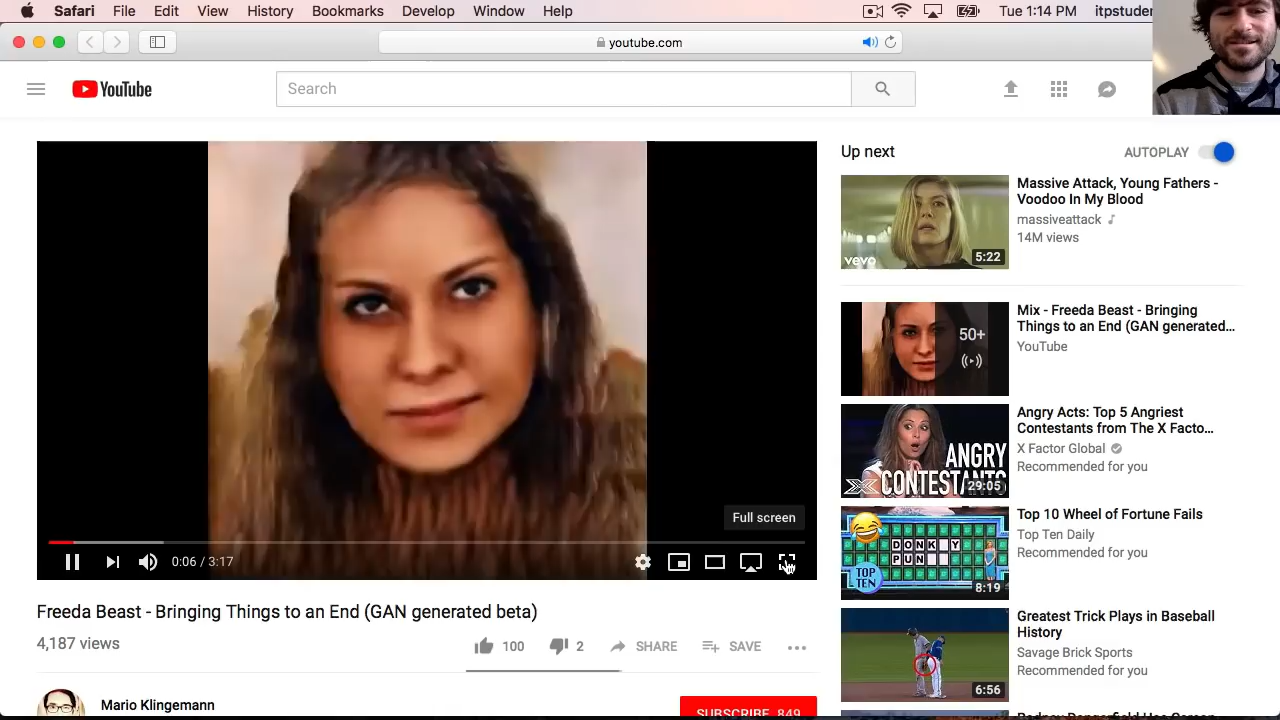 Safari File Edit View History Bookmarks Develop Window Help Tue 1:14 PM itpstuder
youtube.com
YouTube
Search
Full screen
0:06 / 3:17
Freeda Beast - Bringing Things to an End (GAN generated beta)
4,187 views
100 2 SHARE SAVE
Mario Klingemann
SUBSCRIBE 849
Up next
AUTOPLAY
vevo
5:22
Massive Attack, Young Fathers -
Voodoo In My Blood
massiveattack
14M views
50+
Mix - Freeda Beast - Bringing
Things to an End (GAN generated...
YouTube
ANGRY
CONTESTANTS
29:05
Angry Acts: Top 5 Angriest
Contestants from The X Facto...
X Factor Global
Recommended for you
DONK Y
PUN
TOP
TEN
8:19
Top 10 Wheel of Fortune Fails
Top Ten Daily
Recommended for you
6:56
Greatest Trick Plays in Baseball
History
Savage Brick Sports
Recommended for you